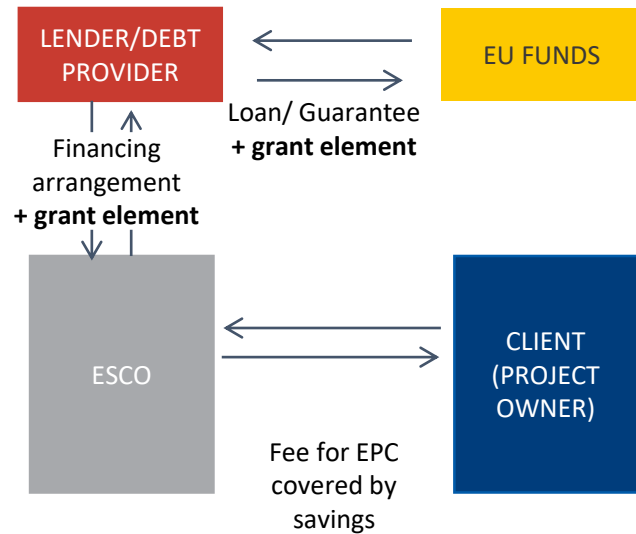 LENDER/DEBT
PROVIDER
EU FUNDS
Loan/ Guarantee
+ grant element
Financing
arrangement
+ grant element
ESCO
CLIENT
(PROJECT
OWNER)
Fee for EPC
covered by
savings